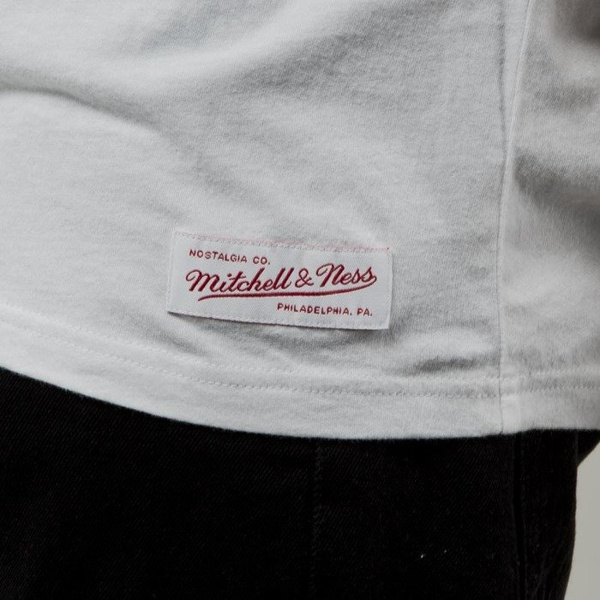 NOSTALGIA CO.
Mitchell & Ness
PHILADELPHIA, PA.